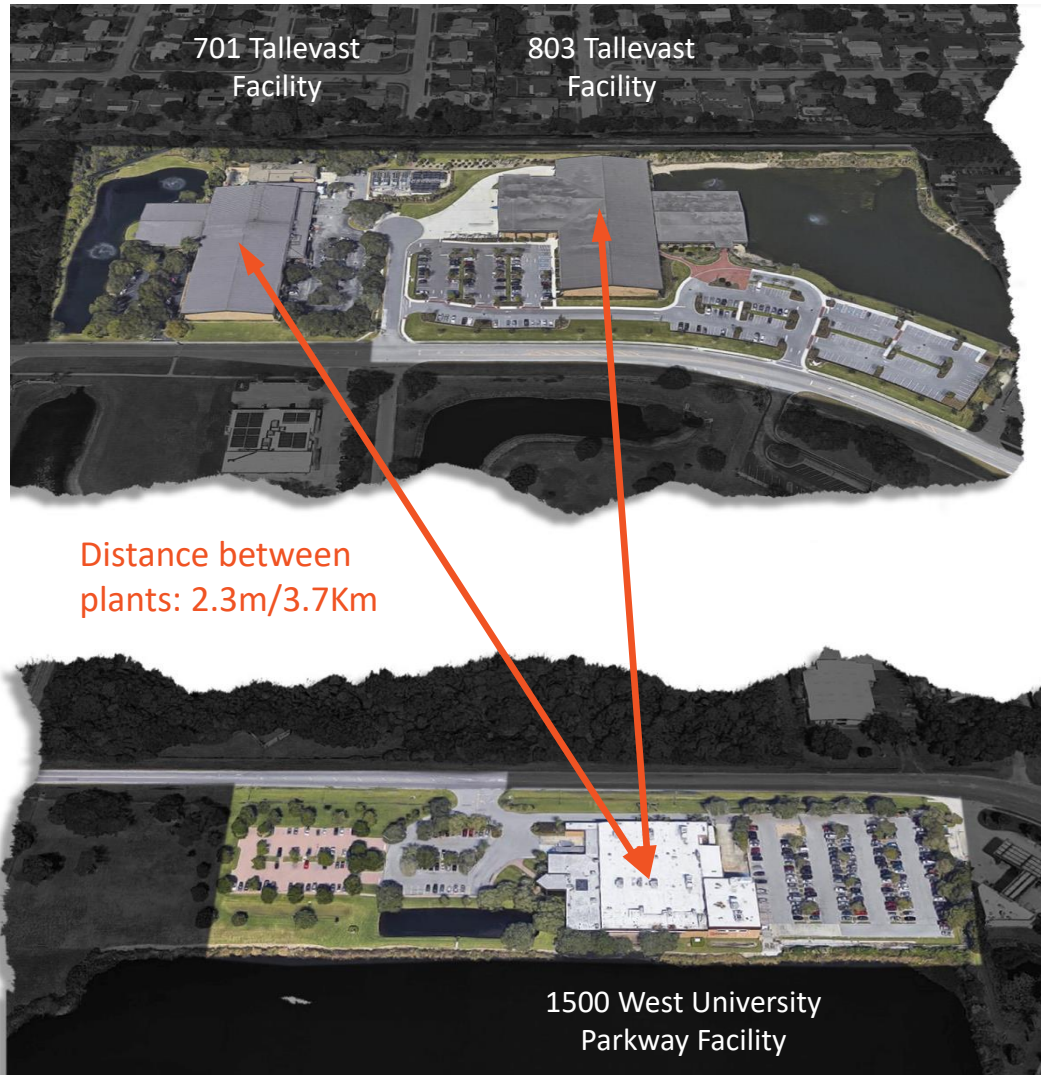 701 Tallevast
Facility
803 Tallevast
Facility
Distance between
plants: 2.3m/3.7Km
1500 West University
Parkway Facility